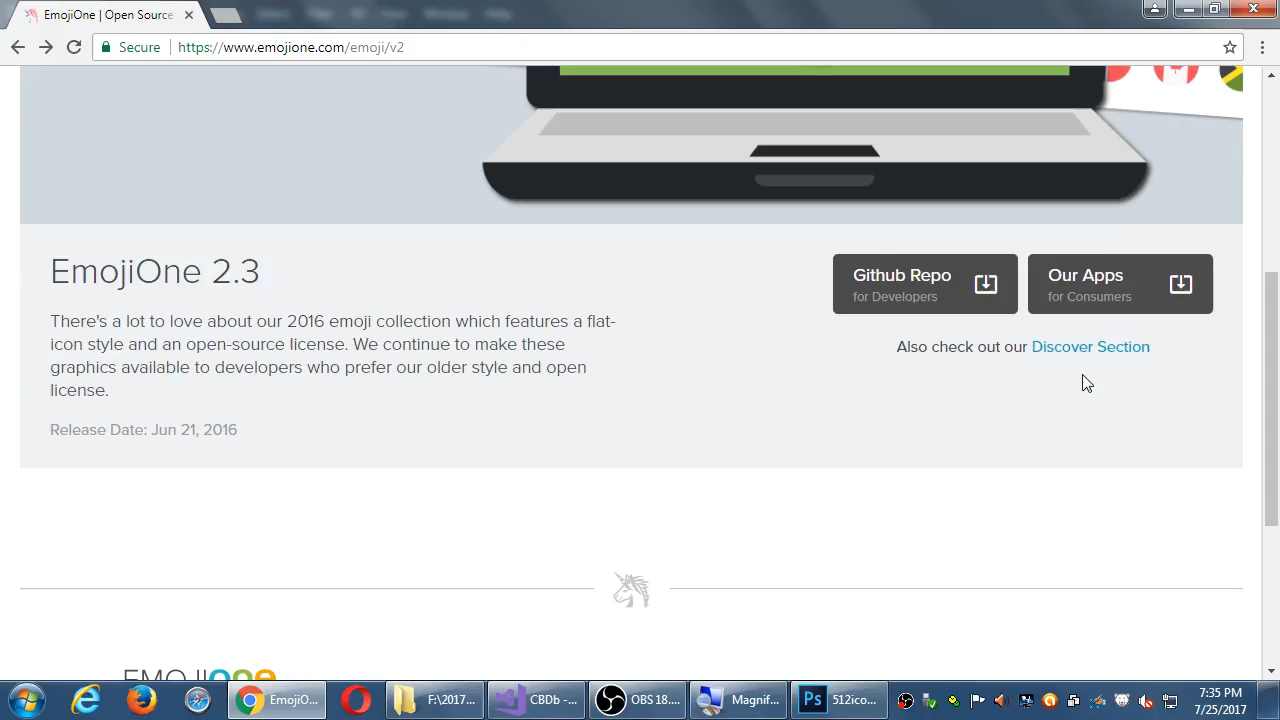 EmojiOne | Open Source
Secure
https://www.emojione.com/emoji/v2
EmojiOne 2.3
There's a lot to love about our 2016 emoji collection which features a flat-
icon style and an open-source license. We continue to make these
graphics available to developers who prefer our older style and open
license.
Release Date: Jun 21, 2016
Github Repo
for Developers
Our Apps
for Consumers
Also check out our Discover Section
EMOJIone
EmojiO...
F:\2017...
CBDb -...
OBS 18....
Magnif...
Ps
512ico...
7:35 PM
7/25/2017